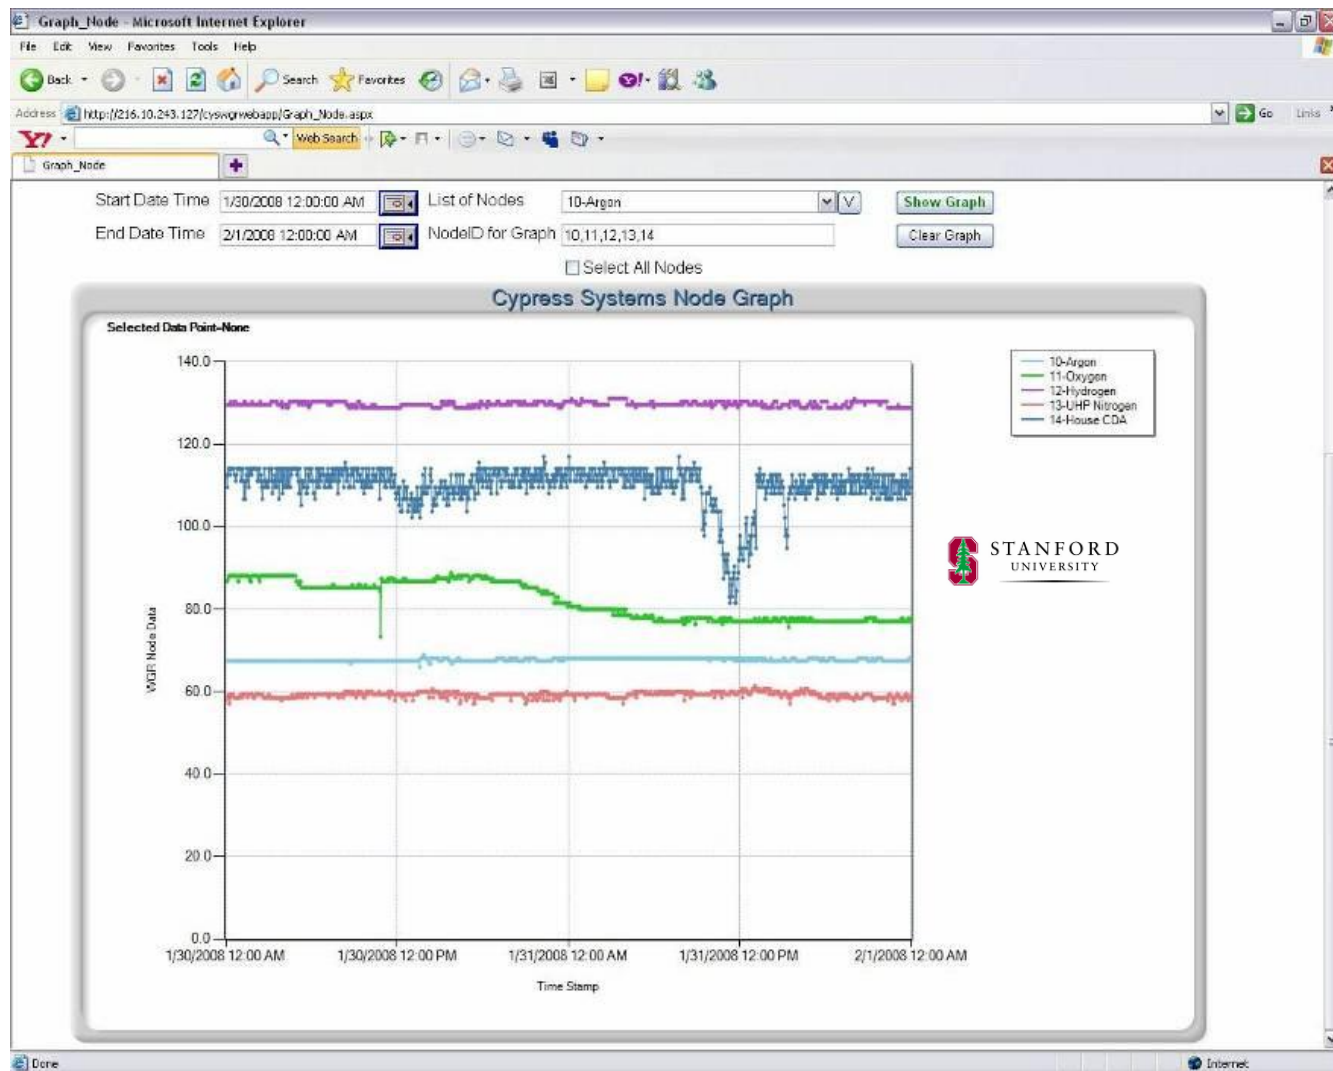 Graph_Node - Microsoft Internet Explorer
File Edit View Favorites Tools Help
Back Search Favorites
Address http://216.10.243.127/cyswgrwebapp/Graph_Node.aspx Go Links
Y! Web Search
Graph_Node
Start Date Time 1/30/2008 12:00:00 AM List of Nodes 10-Argon V Show Graph
End Date Time 2/1/2008 12:00:00 AM NodeID for Graph 10,11,12,13,14 Clear Graph
Select All Nodes
Cypress Systems Node Graph
Selected Data Point-None
140.0
120.0
100.0
80.0
60.0
40.0
20.0
0.0
WGR Node Data
10-Argon
11-Oxygen
12-Hydrogen
13-UHP Nitrogen
14-House CDA
STANFORD
UNIVERSITY
1/30/2008 12:00 AM 1/30/2008 12:00 PM 1/31/2008 12:00 AM 1/31/2008 12:00 PM 2/1/2008 12:00 AM
Time Stamp
Done Internet